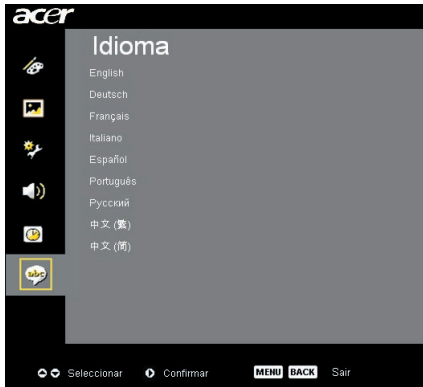 acer
Idioma
English
Deutsch
Français
Italiano
Español
Português
Русский
中文 (繁)
中文 (简)
abc
Seleccionar Confirmar MENU BACK Sair